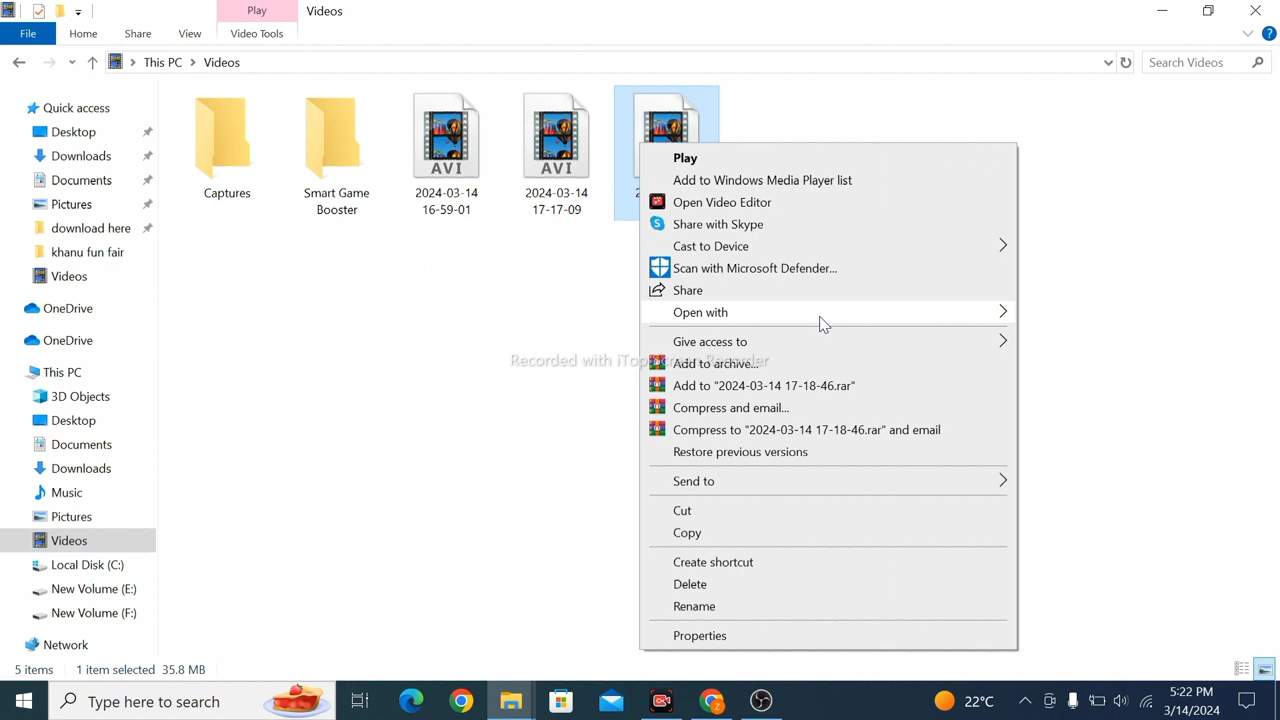 Play
Videos
File
Home
Share
View
Video Tools
This PC
Videos
Search Videos
Quick access
Desktop
Downloads
Documents
Pictures
download here
khanu fun fair
Videos
OneDrive
OneDrive
This PC
3D Objects
Desktop
Documents
Downloads
Music
Pictures
Videos
Local Disk (C:)
New Volume (E:)
New Volume (F:)
Network
Captures
Smart Game
Booster
AVI
2024-03-14
16-59-01
AVI
2024-03-14
17-17-09
Play
Add to Windows Media Player list
Open Video Editor
Share with Skype
Cast to Device
Scan with Microsoft Defender...
Share
Open with
Give access to
Recorded with iTop Screen Recorder
Add to archive...
Add to "2024-03-14 17-18-46.rar"
Compress and email...
Compress to "2024-03-14 17-18-46.rar" and email
Restore previous versions
Send to
Cut
Copy
Create shortcut
Delete
Rename
Properties
5 items
1 item selected 35.8 MB
Type here to search
22°C
5:22 PM
3/14/2024